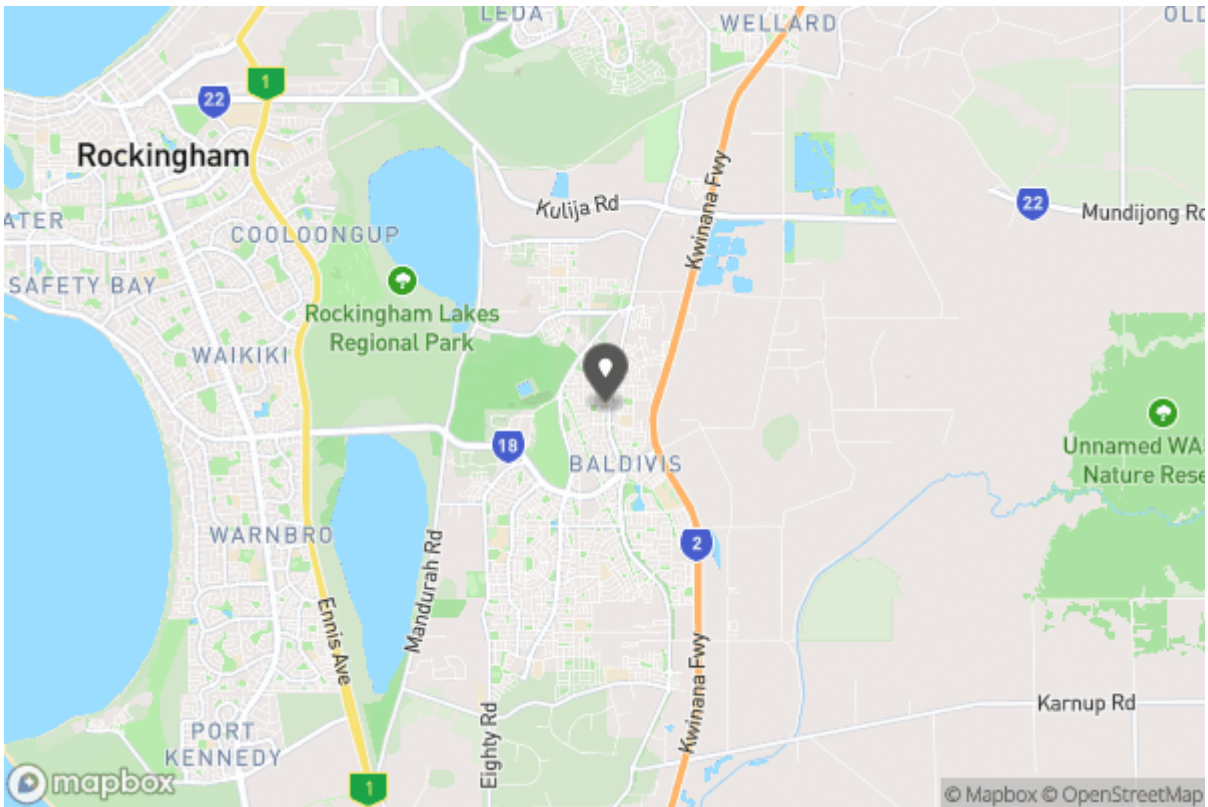 LEDA
WELLARD
OLD
1
22
Rockingham
Kulija Rd
Kwinana Fwy
22
Mundijong Ro
ATER
COOLOONGUP
SAFETY BAY
Rockingham Lakes
Regional Park
WAIKIKI
18
BALDIVIS
Unnamed WA
Nature Rese
WARNBRO
Mandurah Rd
2
Ennis Ave
Kwinana Fwy
Eighty Rd
Karnup Rd
PORT
KENNEDY
1
mapbox
© Mapbox © OpenStreetMap